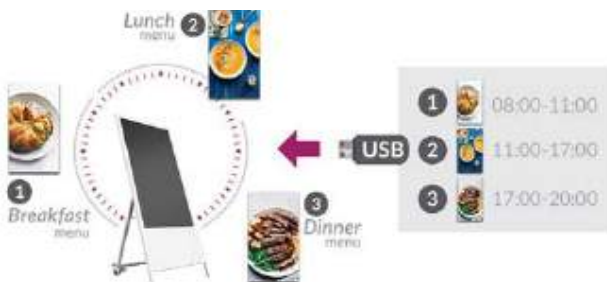 Lunch
menu
2
1
Breakfast
menu
3
Dinner
menu
USB
1 08:00-11:00
2 11:00-17:00
3 17:00-20:00